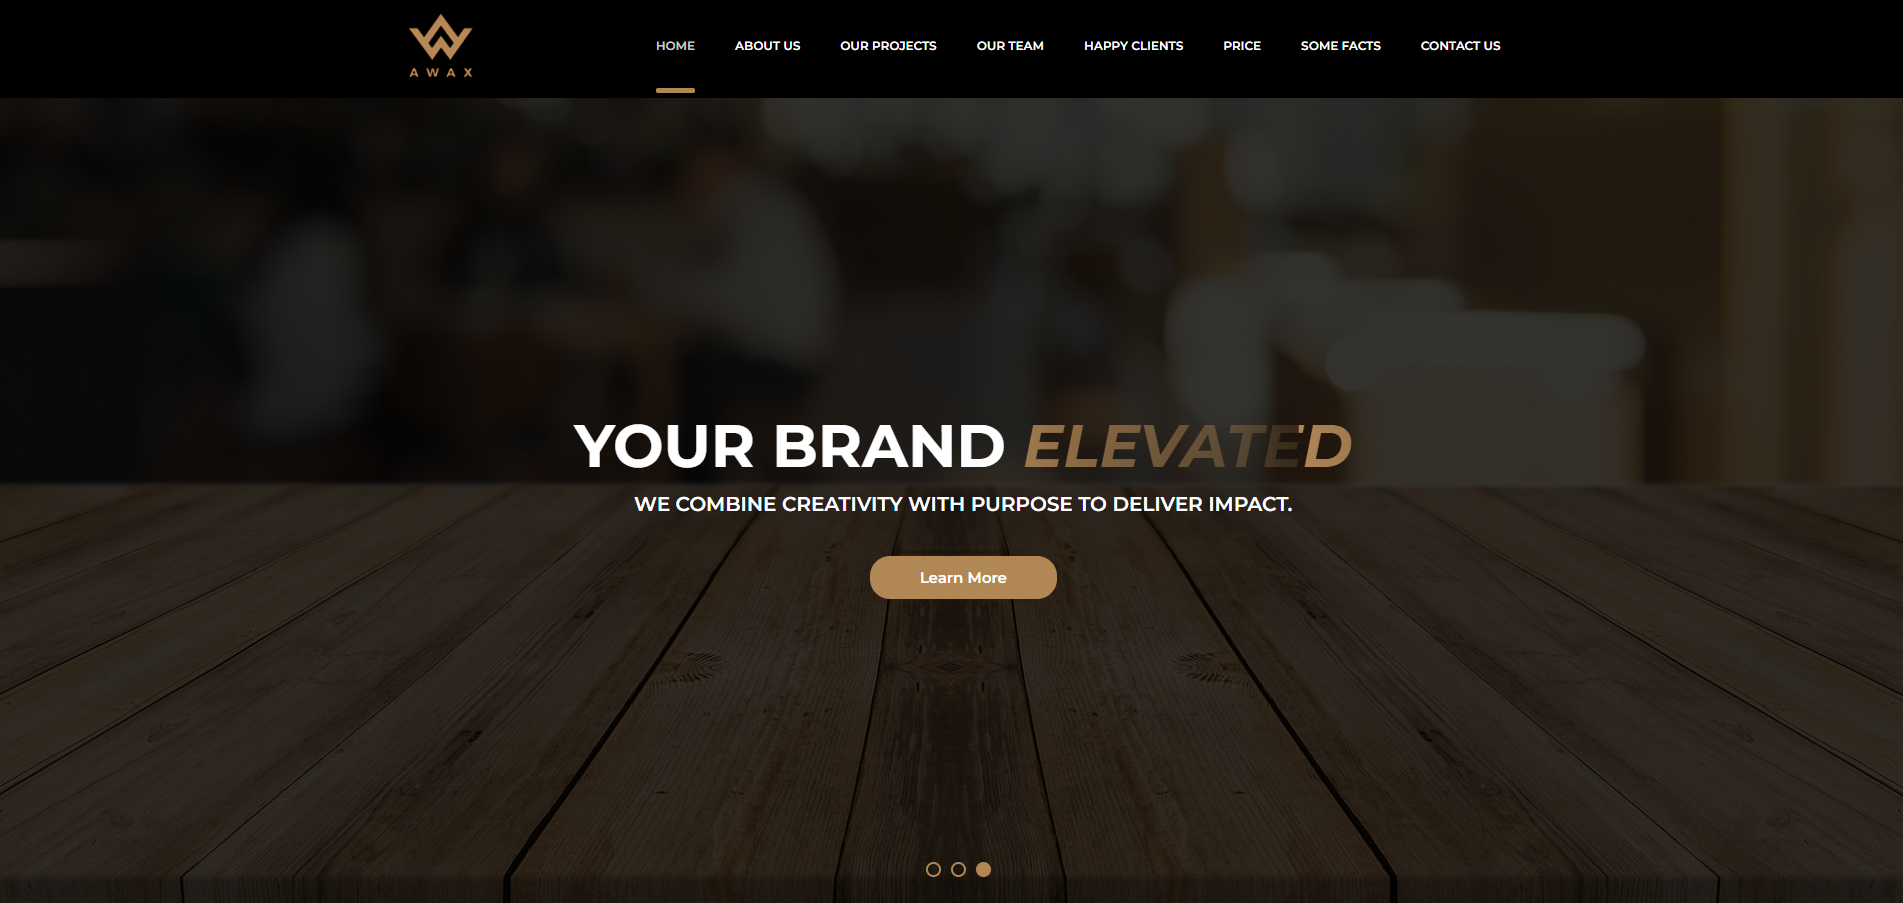 AWAX
HOME
ABOUT US
OUR PROJECTS
OUR TEAM
HAPPY CLIENTS
PRICE
SOME FACTS
CONTACT US
YOUR BRAND ELEVATED
WE COMBINE CREATIVITY WITH PURPOSE TO DELIVER IMPACT.
Learn More